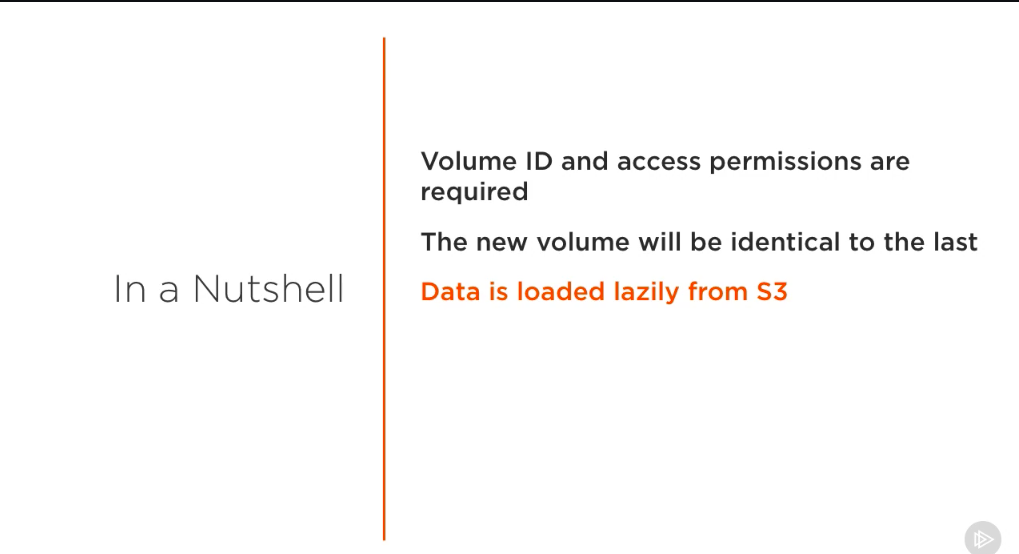 In a Nutshell
Volume ID and access permissions are
required
The new volume will be identical to the last
Data is loaded lazily from S3